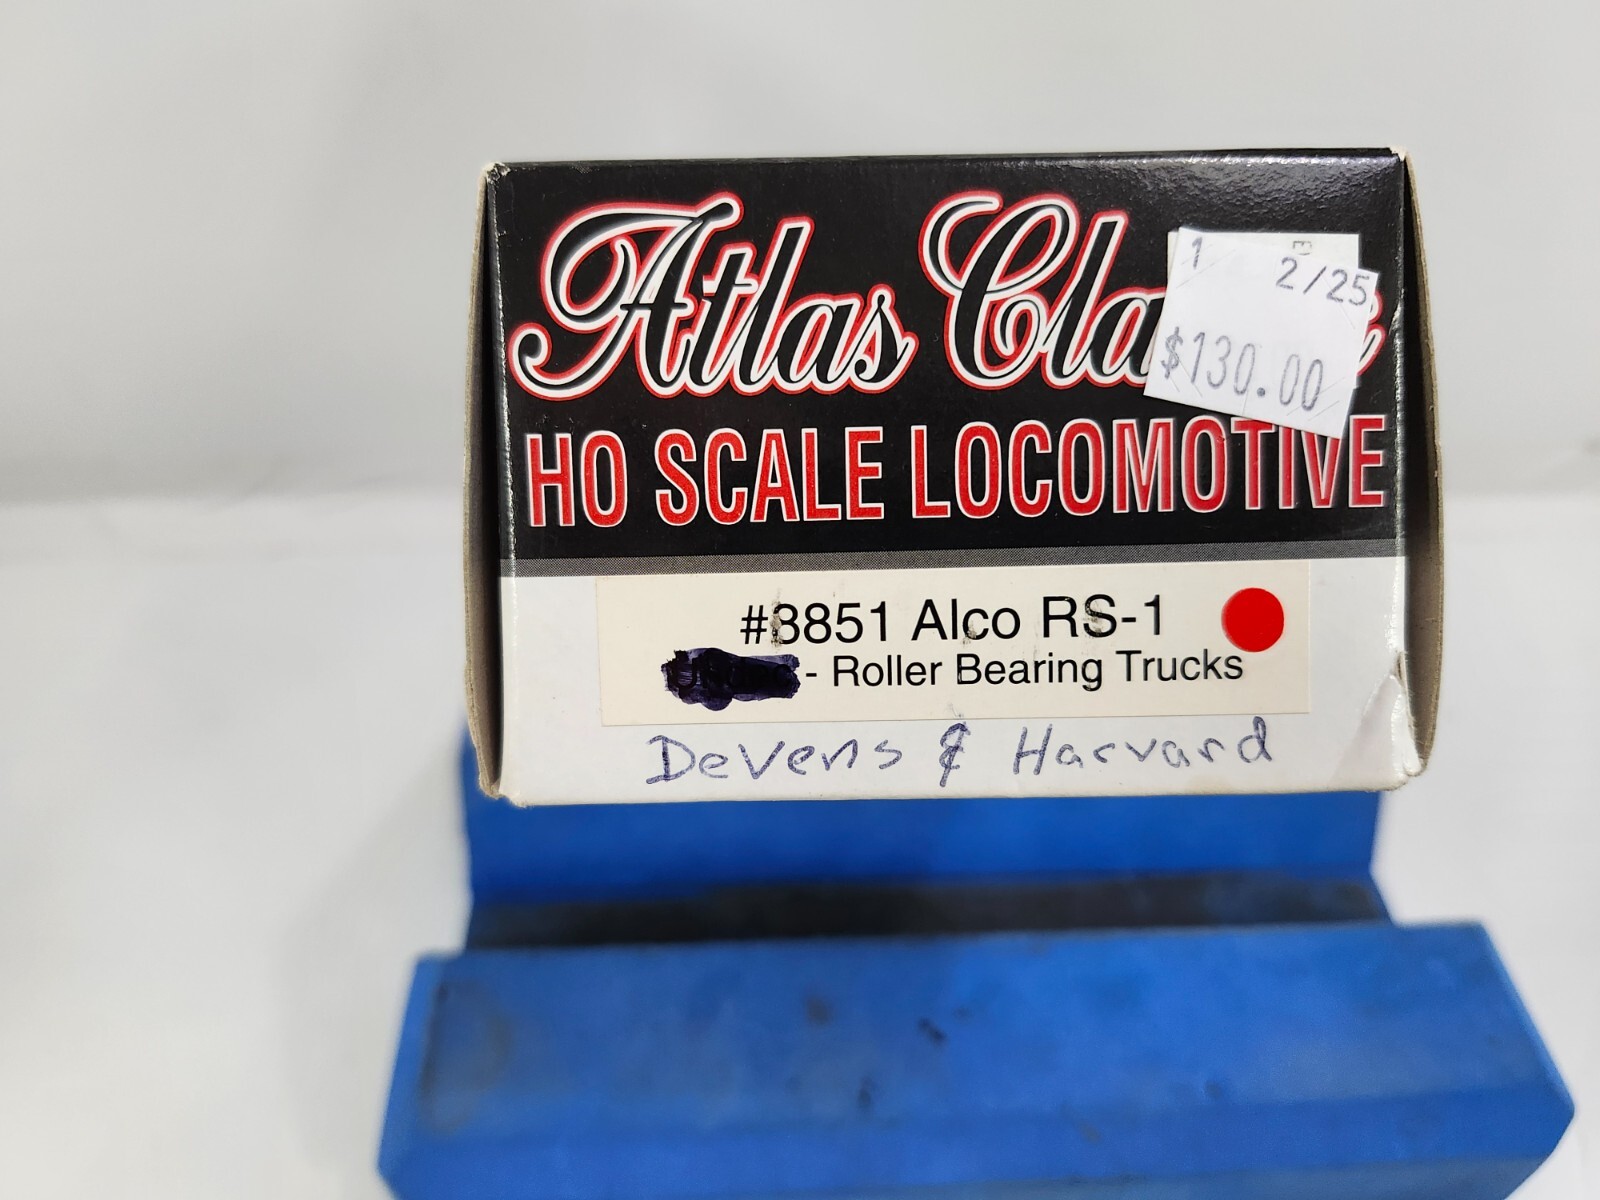 Atlas Cla
1 2/25
$130.00
HO SCALE LOCOMOTIVE
#8851 Alco RS-1
- Roller Bearing Trucks
Devens & Harvard